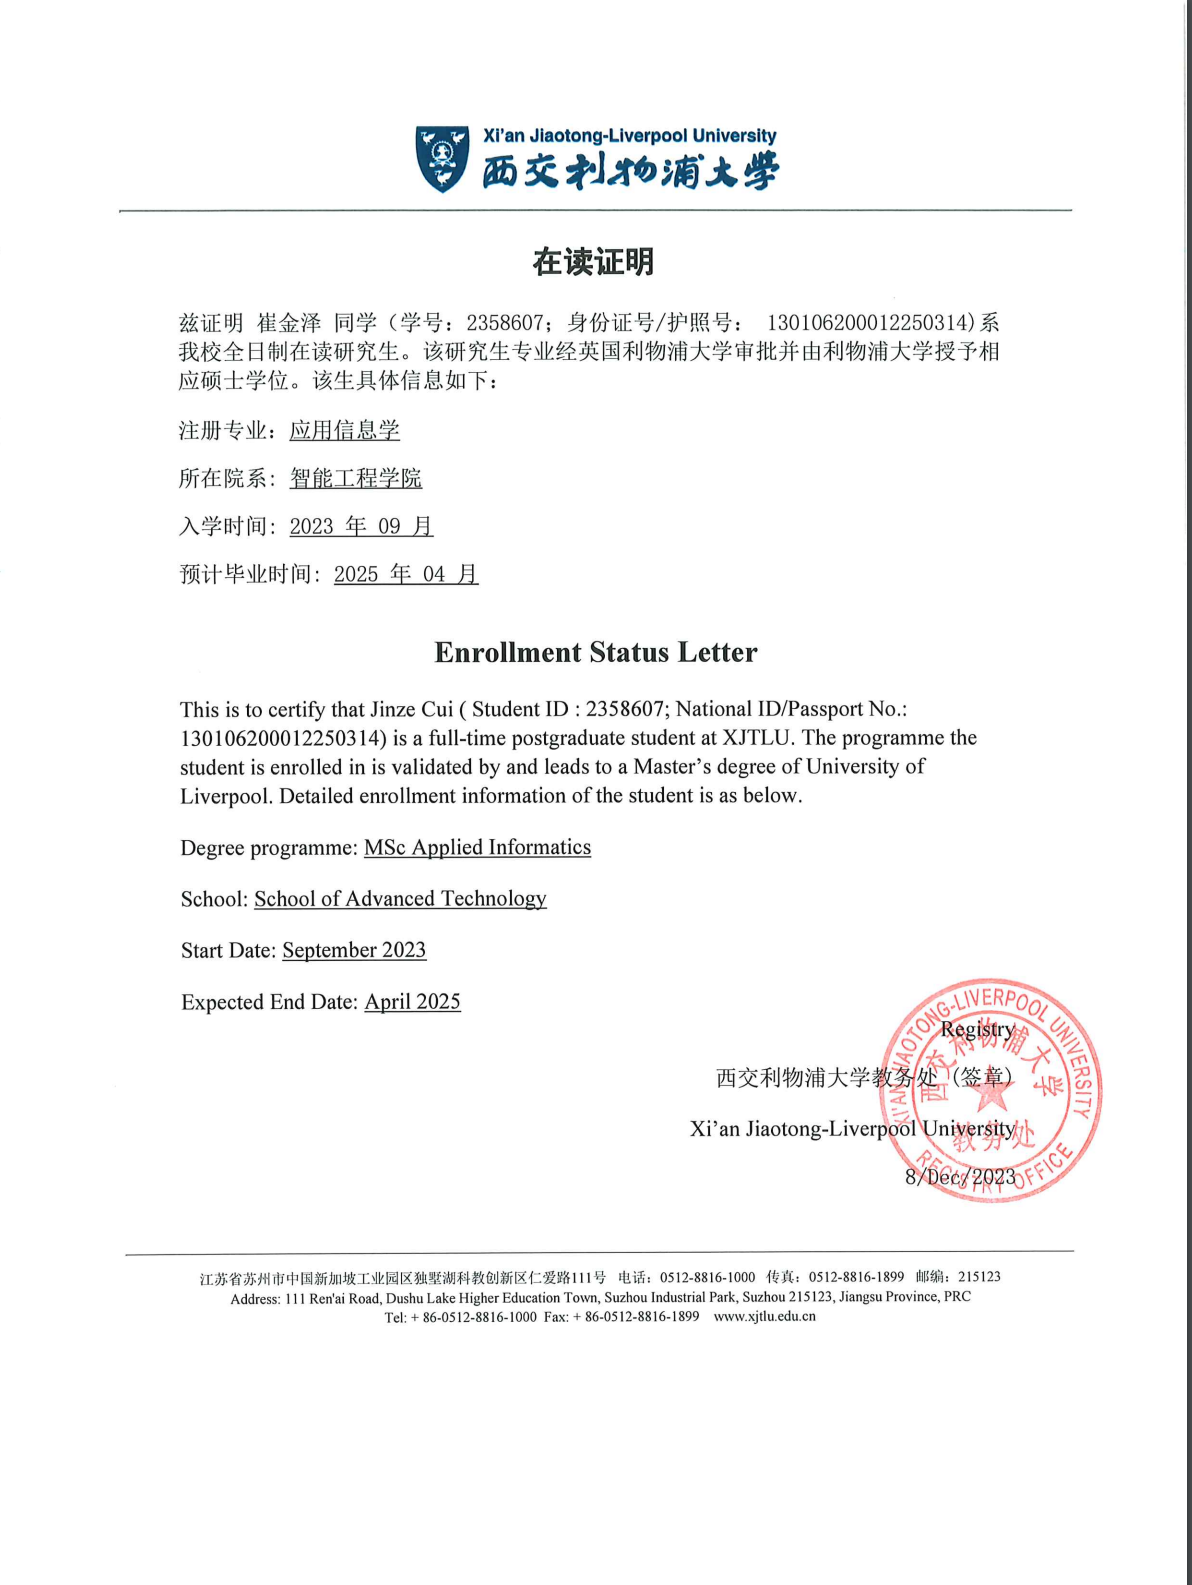 Xi'an Jiaotong-Liverpool University
西交利物浦大学
在读证明
兹证明 崔金泽 同学（学号：2358607；身份证号/护照号： 130106200012250314)系
我校全日制在读研究生。该研究生专业经英国利物浦大学审批并由利物浦大学授予相
应硕士学位。该生具体信息如下：
注册专业：应用信息学
所在院系：智能工程学院
入学时间：2023 年 09 月
预计毕业时间：2025 年 04 月
Enrollment Status Letter
This is to certify that Jinze Cui ( Student ID : 2358607; National ID/Passport No.:
130106200012250314) is a full-time postgraduate student at XJTLU. The programme the
student is enrolled in is validated by and leads to a Master’s degree of University of
Liverpool. Detailed enrollment information of the student is as below.
Degree programme: MSc Applied Informatics
School: School of Advanced Technology
Start Date: September 2023
Expected End Date: April 2025
Registry
西交利物浦大学教务处（签章）
Xi’an Jiaotong-Liverpool University
8/Dec/2023
XI'AN JIAOTONG-LIVERPOOL UNIVERSITY
西交利物浦大学
教务处
REGISTRY OFFICE
江苏省苏州市中国新加坡工业园区独墅湖科教创新区仁爱路111号 电话：0512-8816-1000 传真：0512-8816-1899 邮编：215123
Address: 111 Ren'ai Road, Dushu Lake Higher Education Town, Suzhou Industrial Park, Suzhou 215123, Jiangsu Province, PRC
Tel: + 86-0512-8816-1000 Fax: + 86-0512-8816-1899 www.xjtlu.edu.cn